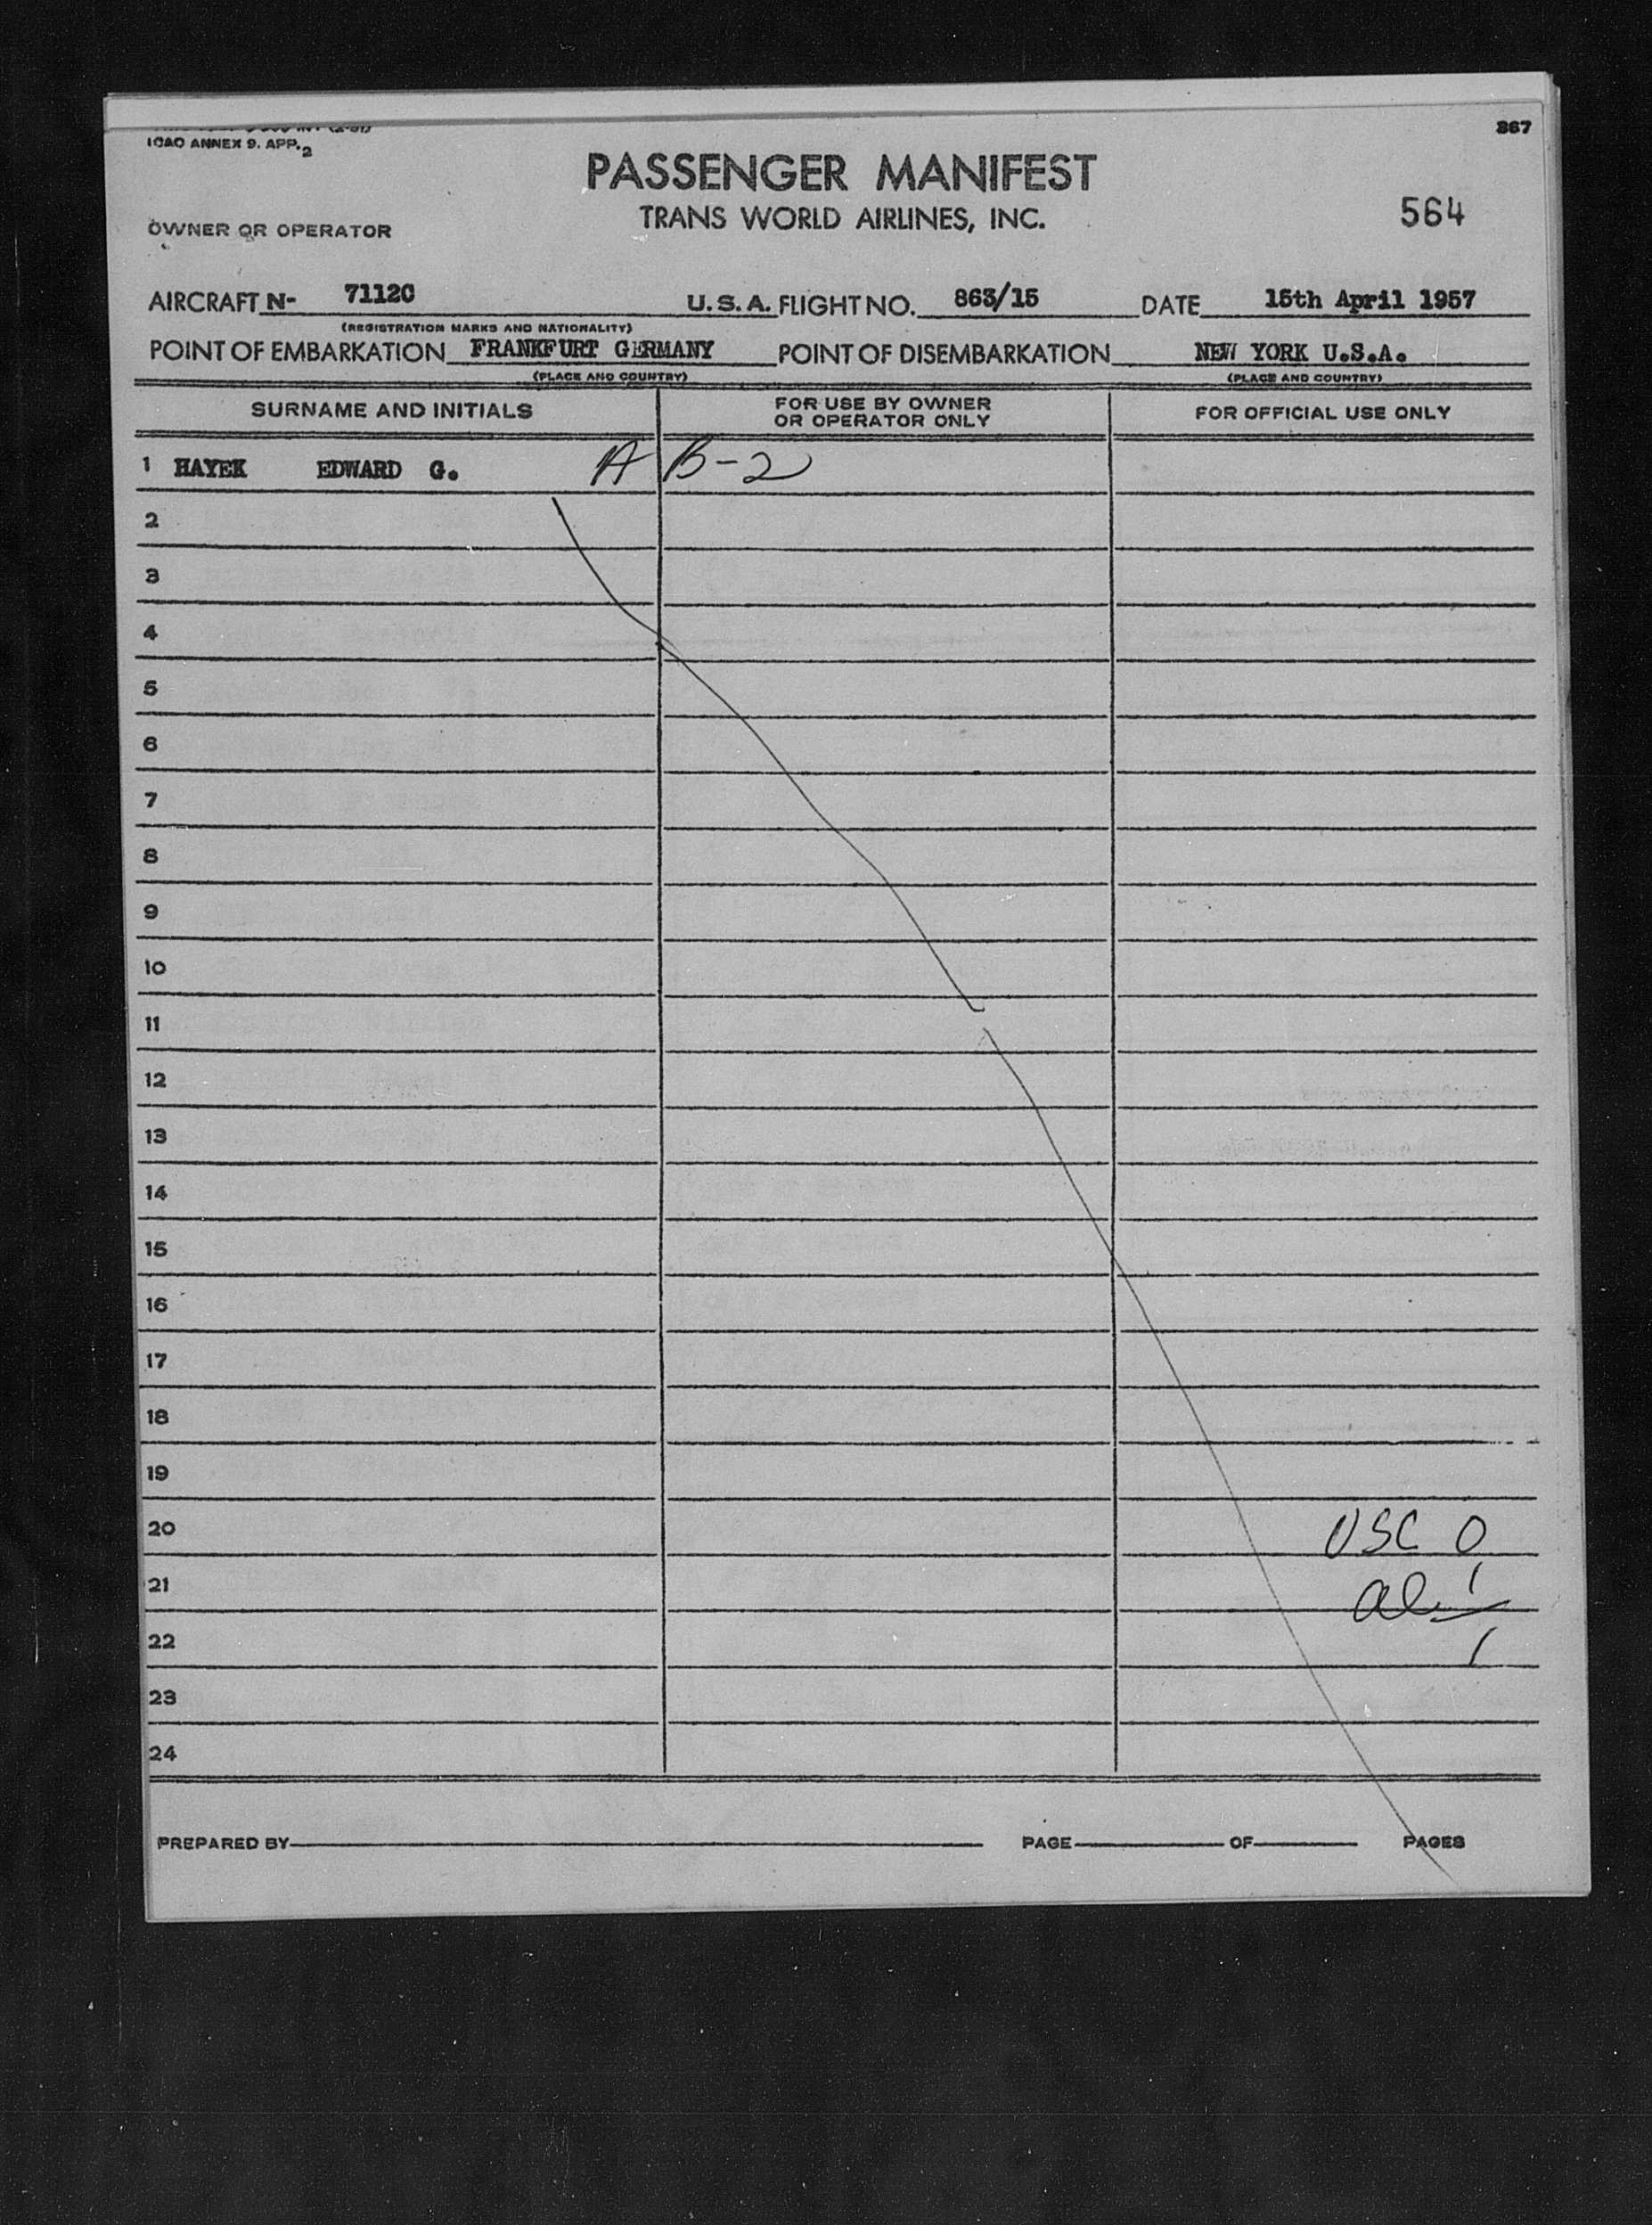 867
ICAO ANNEX 9. APP. 2
PASSENGER MANIFEST
TRANS WORLD AIRLINES, INC.
564
OWNER OR OPERATOR
AIRCRAFT N- 7112C U.S.A. FLIGHT NO. 863/15 DATE 15th April 1957
(REGISTRATION MARKS AND NATIONALITY)
POINT OF EMBARKATION FRANKFURT GERMANY POINT OF DISEMBARKATION NEW YORK U.S.A.
(PLACE AND COUNTRY) (PLACE AND COUNTRY)
SURNAME AND INITIALS FOR USE BY OWNER OR OPERATOR ONLY FOR OFFICIAL USE ONLY
1 HAYEK EDWARD G. A B-2
2
3
4
5
6
7
8
9
10
11
12
13
14
15
16
17
18
19
20 USC 0
21 al 1
22 1
23
24
PREPARED BY PAGE OF PAGES